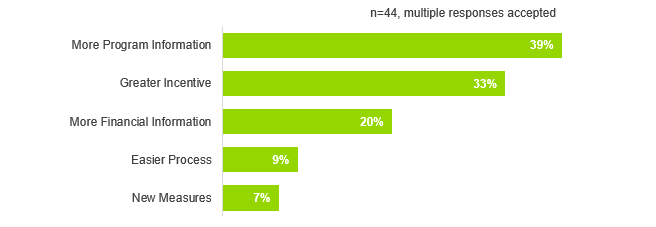 n=44, multiple responses accepted
More Program Information 39%
Greater Incentive 33%
More Financial Information 20%
Easier Process 9%
New Measures 7%